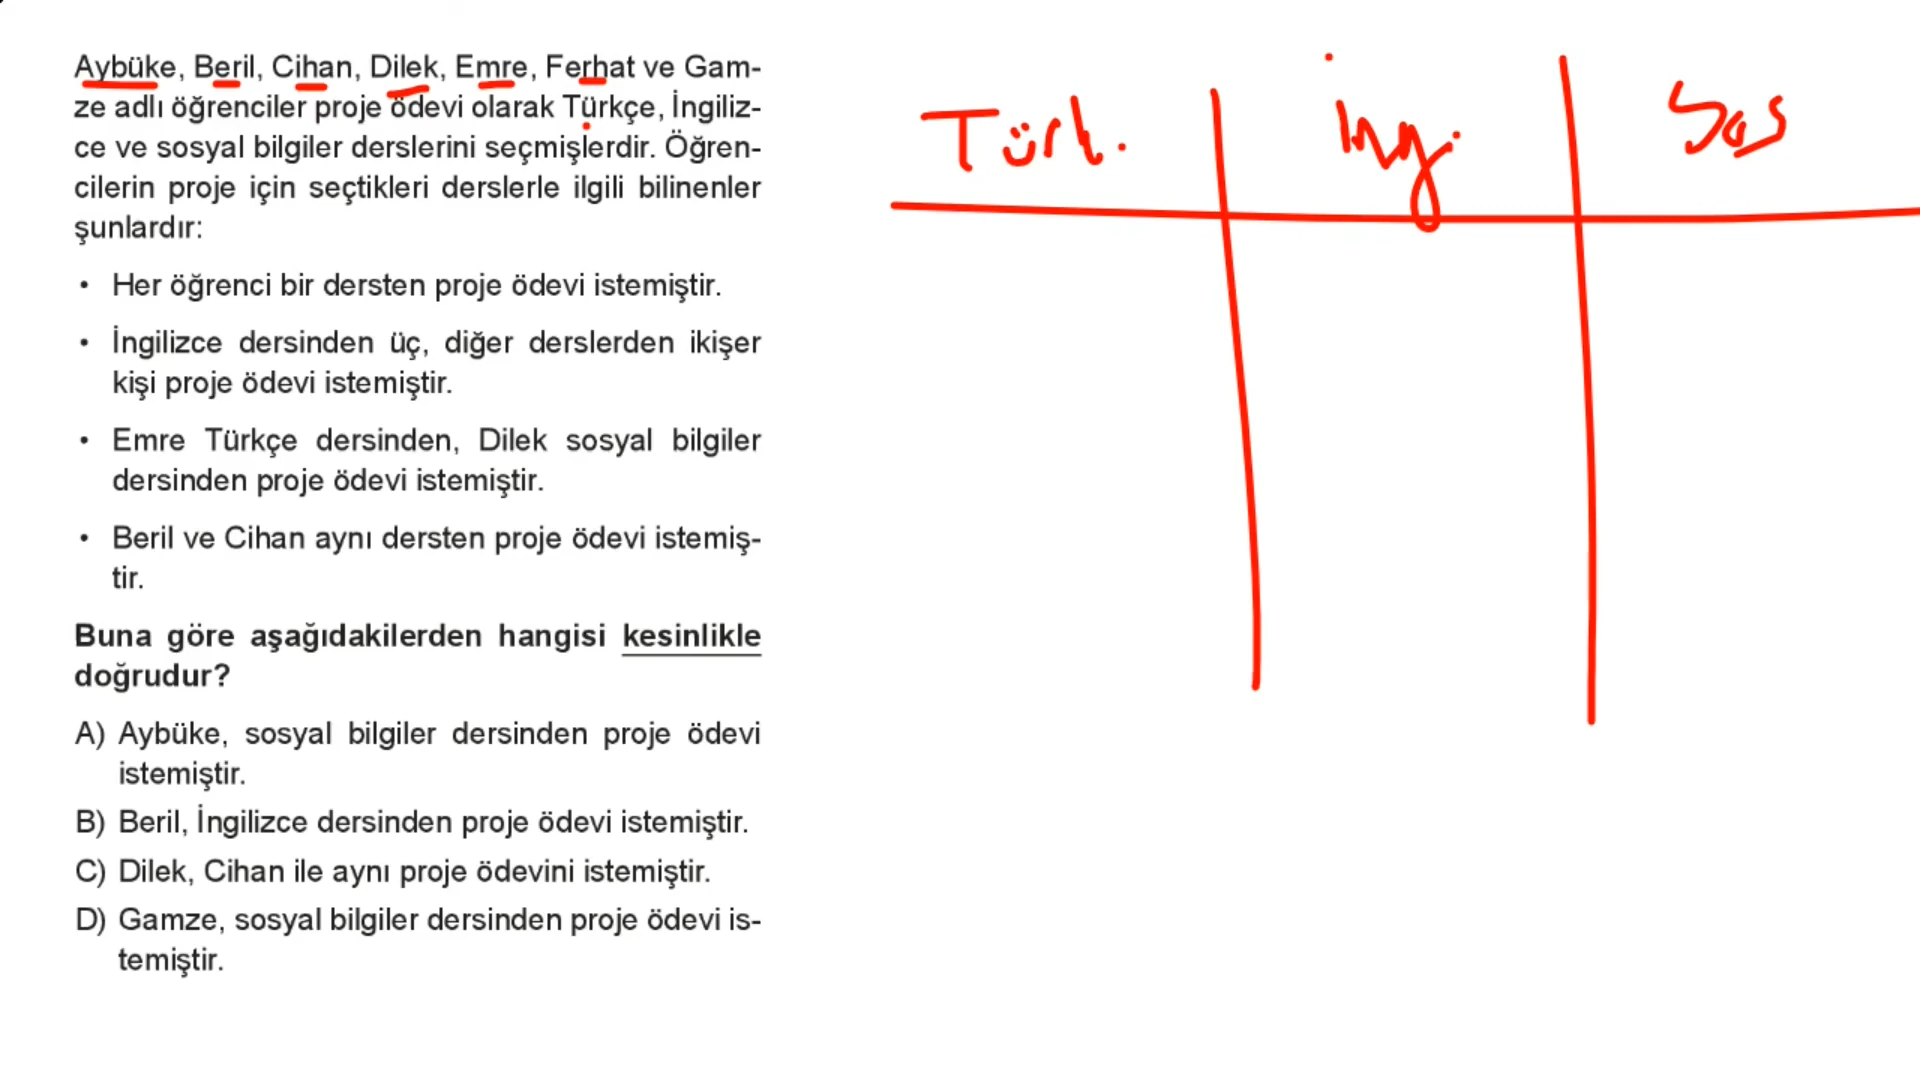 Aybüke, Beril, Cihan, Dilek, Emre, Ferhat ve Gam-
ze adlı öğrenciler proje ödevi olarak Türkçe, İngiliz-
ce ve sosyal bilgiler derslerini seçmişlerdir. Öğren-
cilerin proje için seçtikleri derslerle ilgili bilinenler
şunlardır:
• Her öğrenci bir dersten proje ödevi istemiştir.
• İngilizce dersinden üç, diğer derslerden ikişer
kişi proje ödevi istemiştir.
• Emre Türkçe dersinden, Dilek sosyal bilgiler
dersinden proje ödevi istemiştir.
• Beril ve Cihan aynı dersten proje ödevi istemiş-
tir.
Buna göre aşağıdakilerden hangisi kesinlikle
doğrudur?
A) Aybüke, sosyal bilgiler dersinden proje ödevi
istemiştir.
B) Beril, İngilizce dersinden proje ödevi istemiştir.
C) Dilek, Cihan ile aynı proje ödevini istemiştir.
D) Gamze, sosyal bilgiler dersinden proje ödevi is-
temiştir.
Türk. İng. Sos